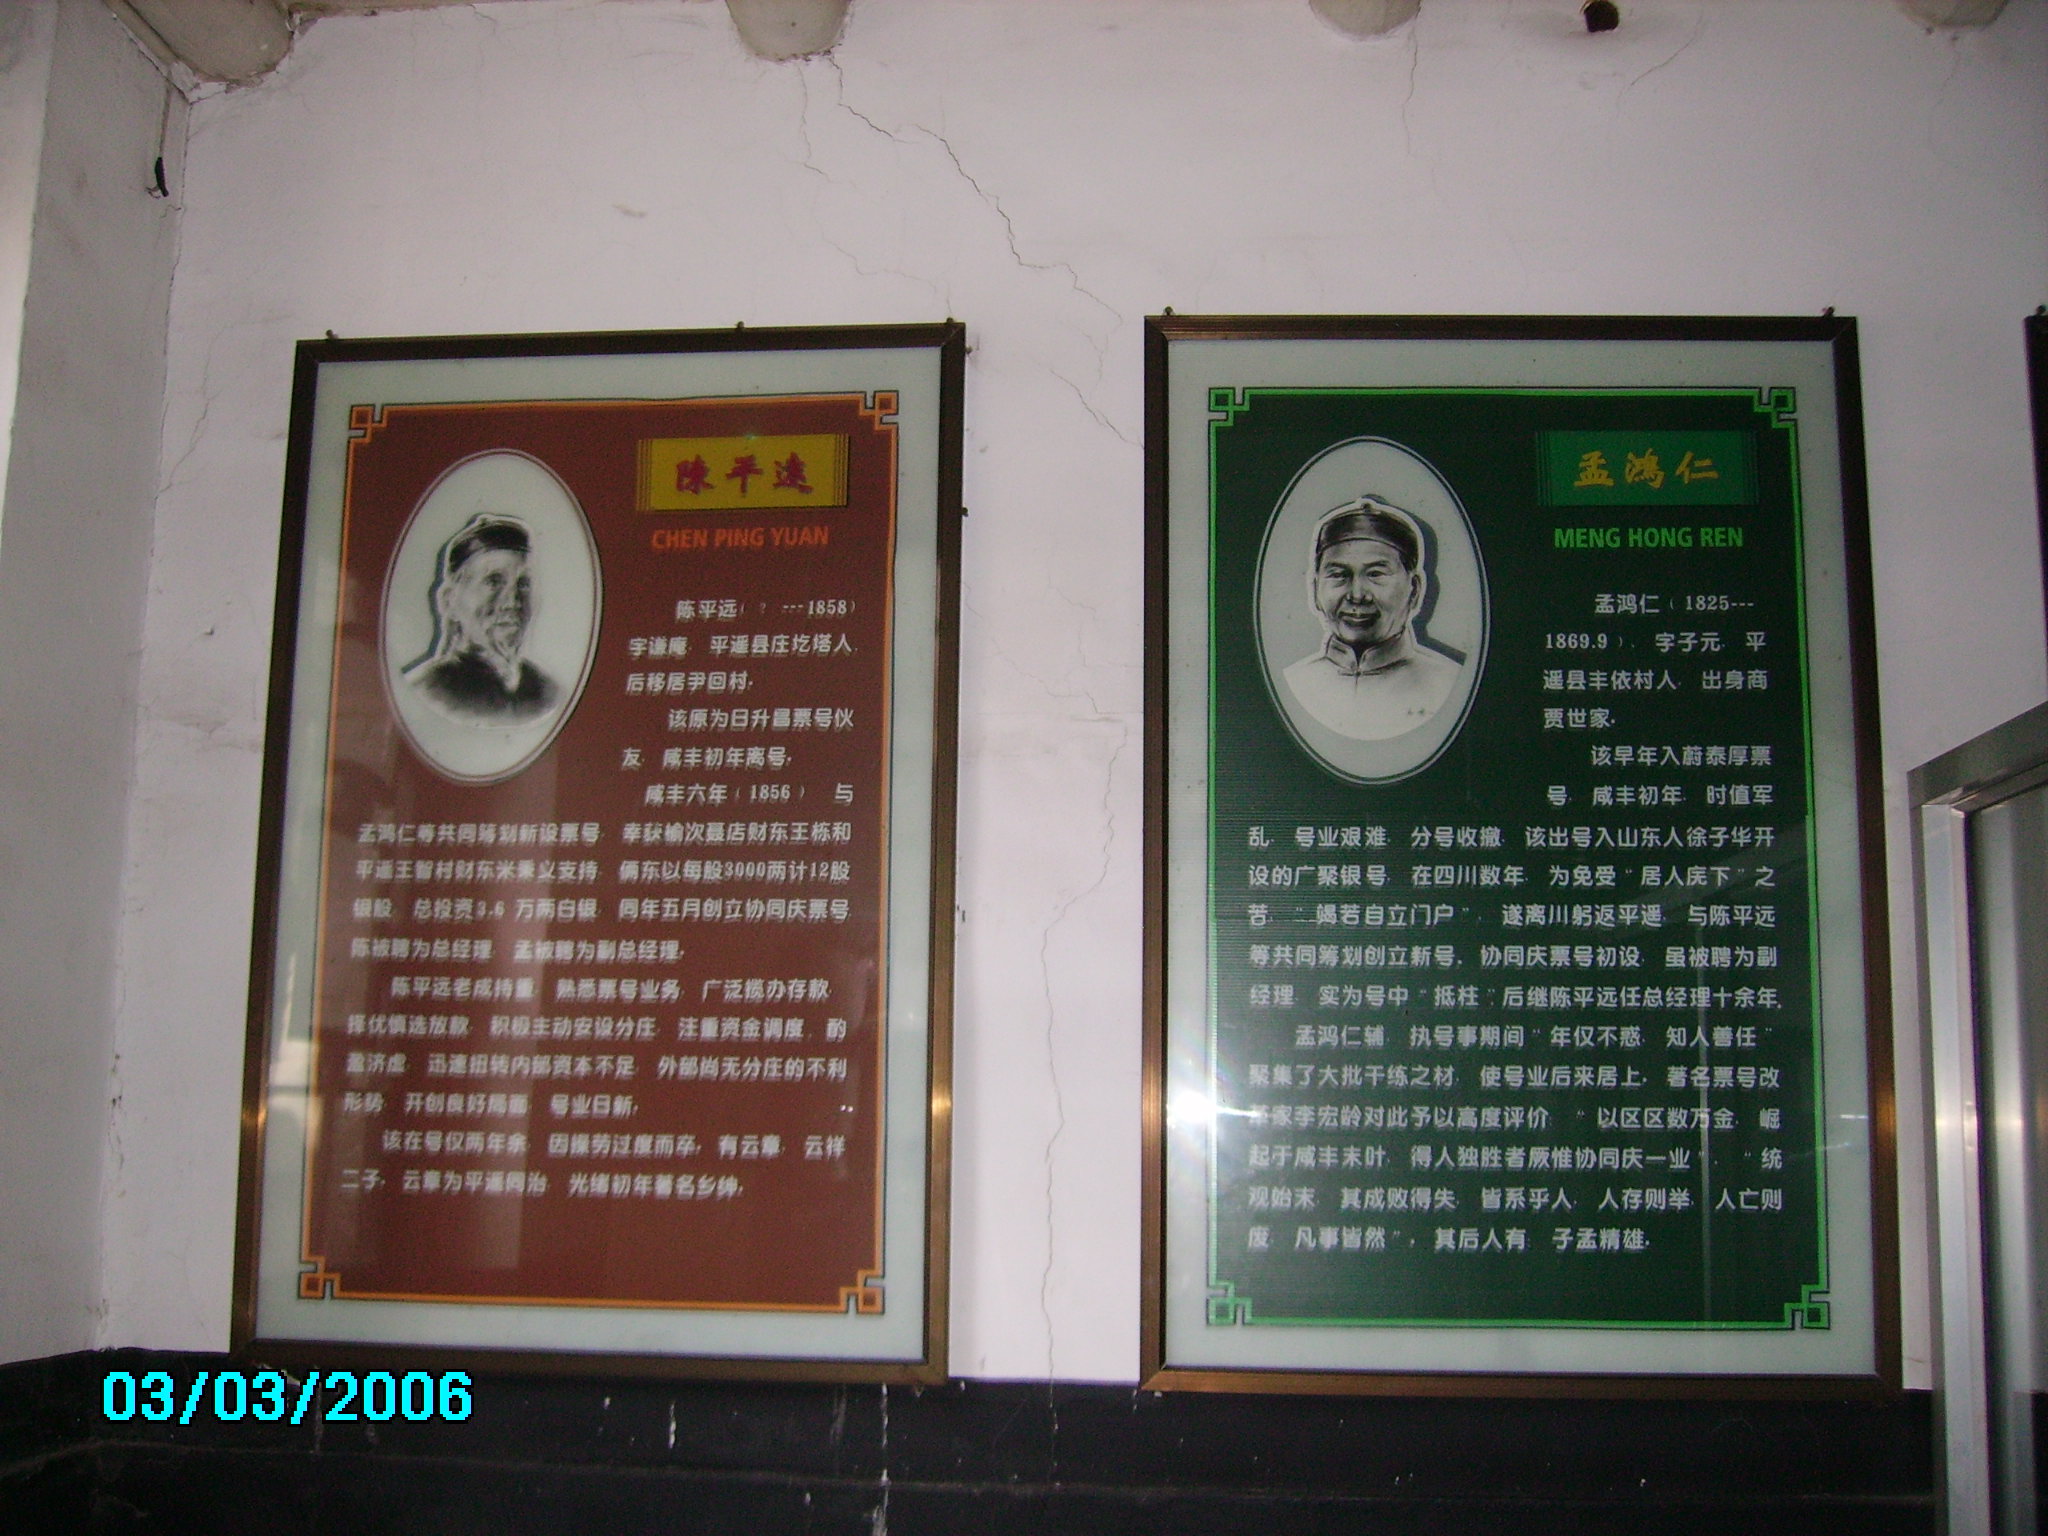 陳平遠
CHEN PING YUAN
陈平远(? ---1858)
字谦庵 平遥县庄圪塔人,
后移居尹回村.
该原为日升昌票号伙
友 咸丰初年离号,
咸丰六年(1856) 与
孟鸿仁等共同筹划新设票号 幸获榆次聂店财东王栋和
平遥王智村财东米秉义支持 俩东以每股3000两计12股
银股 总投资3.6 万两白银 同年五月创立协同庆票号
陈被聘为总经理 孟被聘为副总经理,
陈平远老成持重 熟悉票号业务 广泛揽办存款
择优慎选放款 积极主动安设分庄 注重资金调度 酌
盈济虚 迅速扭转内部资本不足 外部尚无分庄的不利
形势 开创良好局面 号业日新,
该在号仅两年余 因操劳过度而卒, 有云章 云祥
二子, 云章为平遥同治 光绪初年著名乡绅,
孟鸿仁
MENG HONG REN
孟鸿仁(1825---
1869.9), 字子元 平
遥县丰依村人 出身商
贾世家.
该早年入蔚泰厚票
号 咸丰初年 时值军
乱 号业艰难 分号收撤 该出号入山东人徐子华开
设的广聚银号 在四川数年 为免受"居人庑下"之
苦 "竭若自立门户", 遂离川躬返平遥 与陈平远
等共同筹划创立新号, 协同庆票号初设 虽被聘为副
经理 实为号中"抵柱" 后继陈平远任总经理十余年,
孟鸿仁辅 执号事期间"年仅不惑 知人善任"
聚集了大批干练之材 使号业后来居上, 著名票号改
革家李宏龄对此予以高度评价 "以区区数万金 崛
起于咸丰末叶, 得人独胜者厥惟协同庆一业", "统
观始末 其成败得失 皆系乎人 人存则举 人亡则
废 凡事皆然", 其后人有 子孟精雄,
03/03/2006